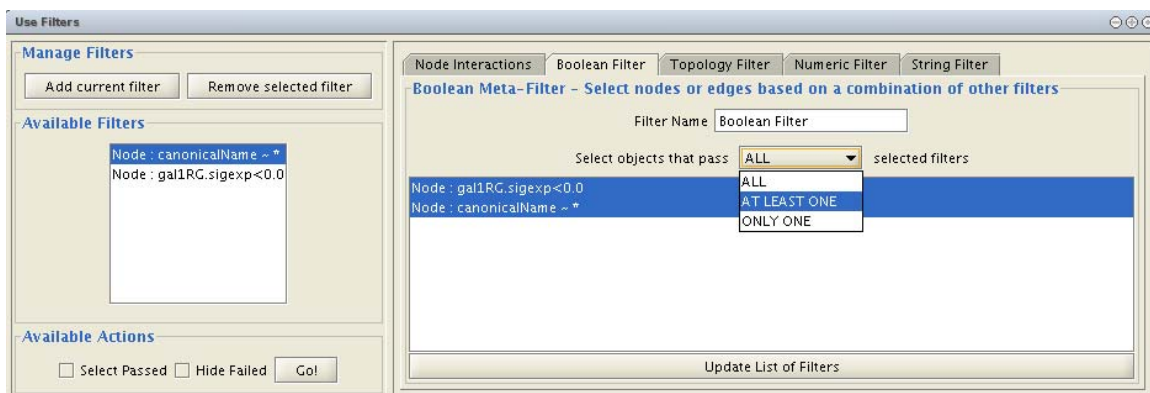 Use Filters
Manage Filters
Add current filter Remove selected filter
Available Filters
Node : canonicalName ~ *
Node : gal1RG.sigexp<0.0
Available Actions
Select Passed Hide Failed Go!
Node Interactions Boolean Filter Topology Filter Numeric Filter String Filter
Boolean Meta-Filter - Select nodes or edges based on a combination of other filters
Filter Name Boolean Filter
Select objects that pass ALL selected filters
ALL
AT LEAST ONE
ONLY ONE
Node : gal1RG.sigexp<0.0
Node : canonicalName ~ *
Update List of Filters